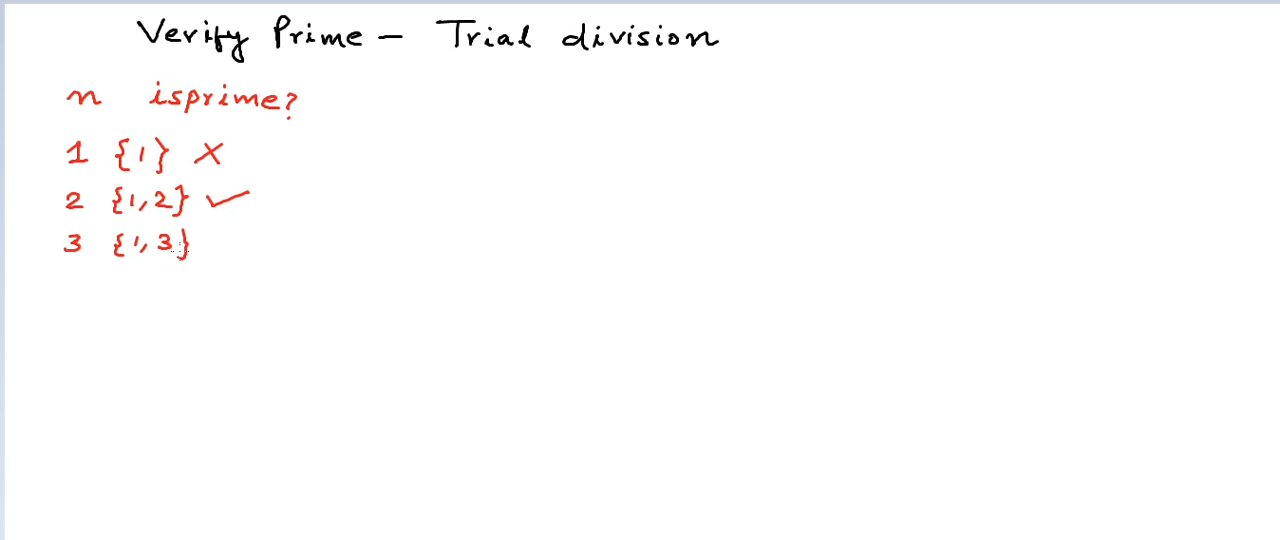 Verify Prime - Trial division
n isprime?
1 {1} ✗
2 {1,2} ✓
3 {1,3}